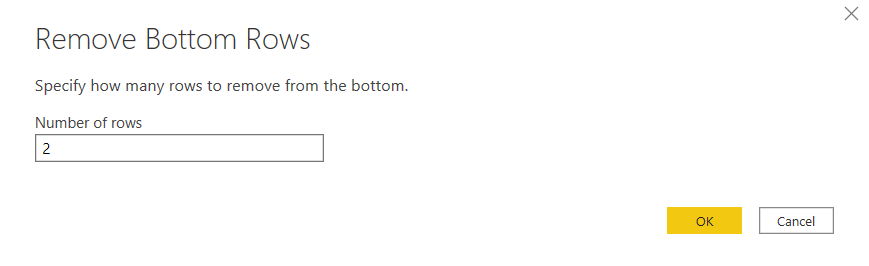 Remove Bottom Rows
Specify how many rows to remove from the bottom.
Number of rows
2
OK
Cancel